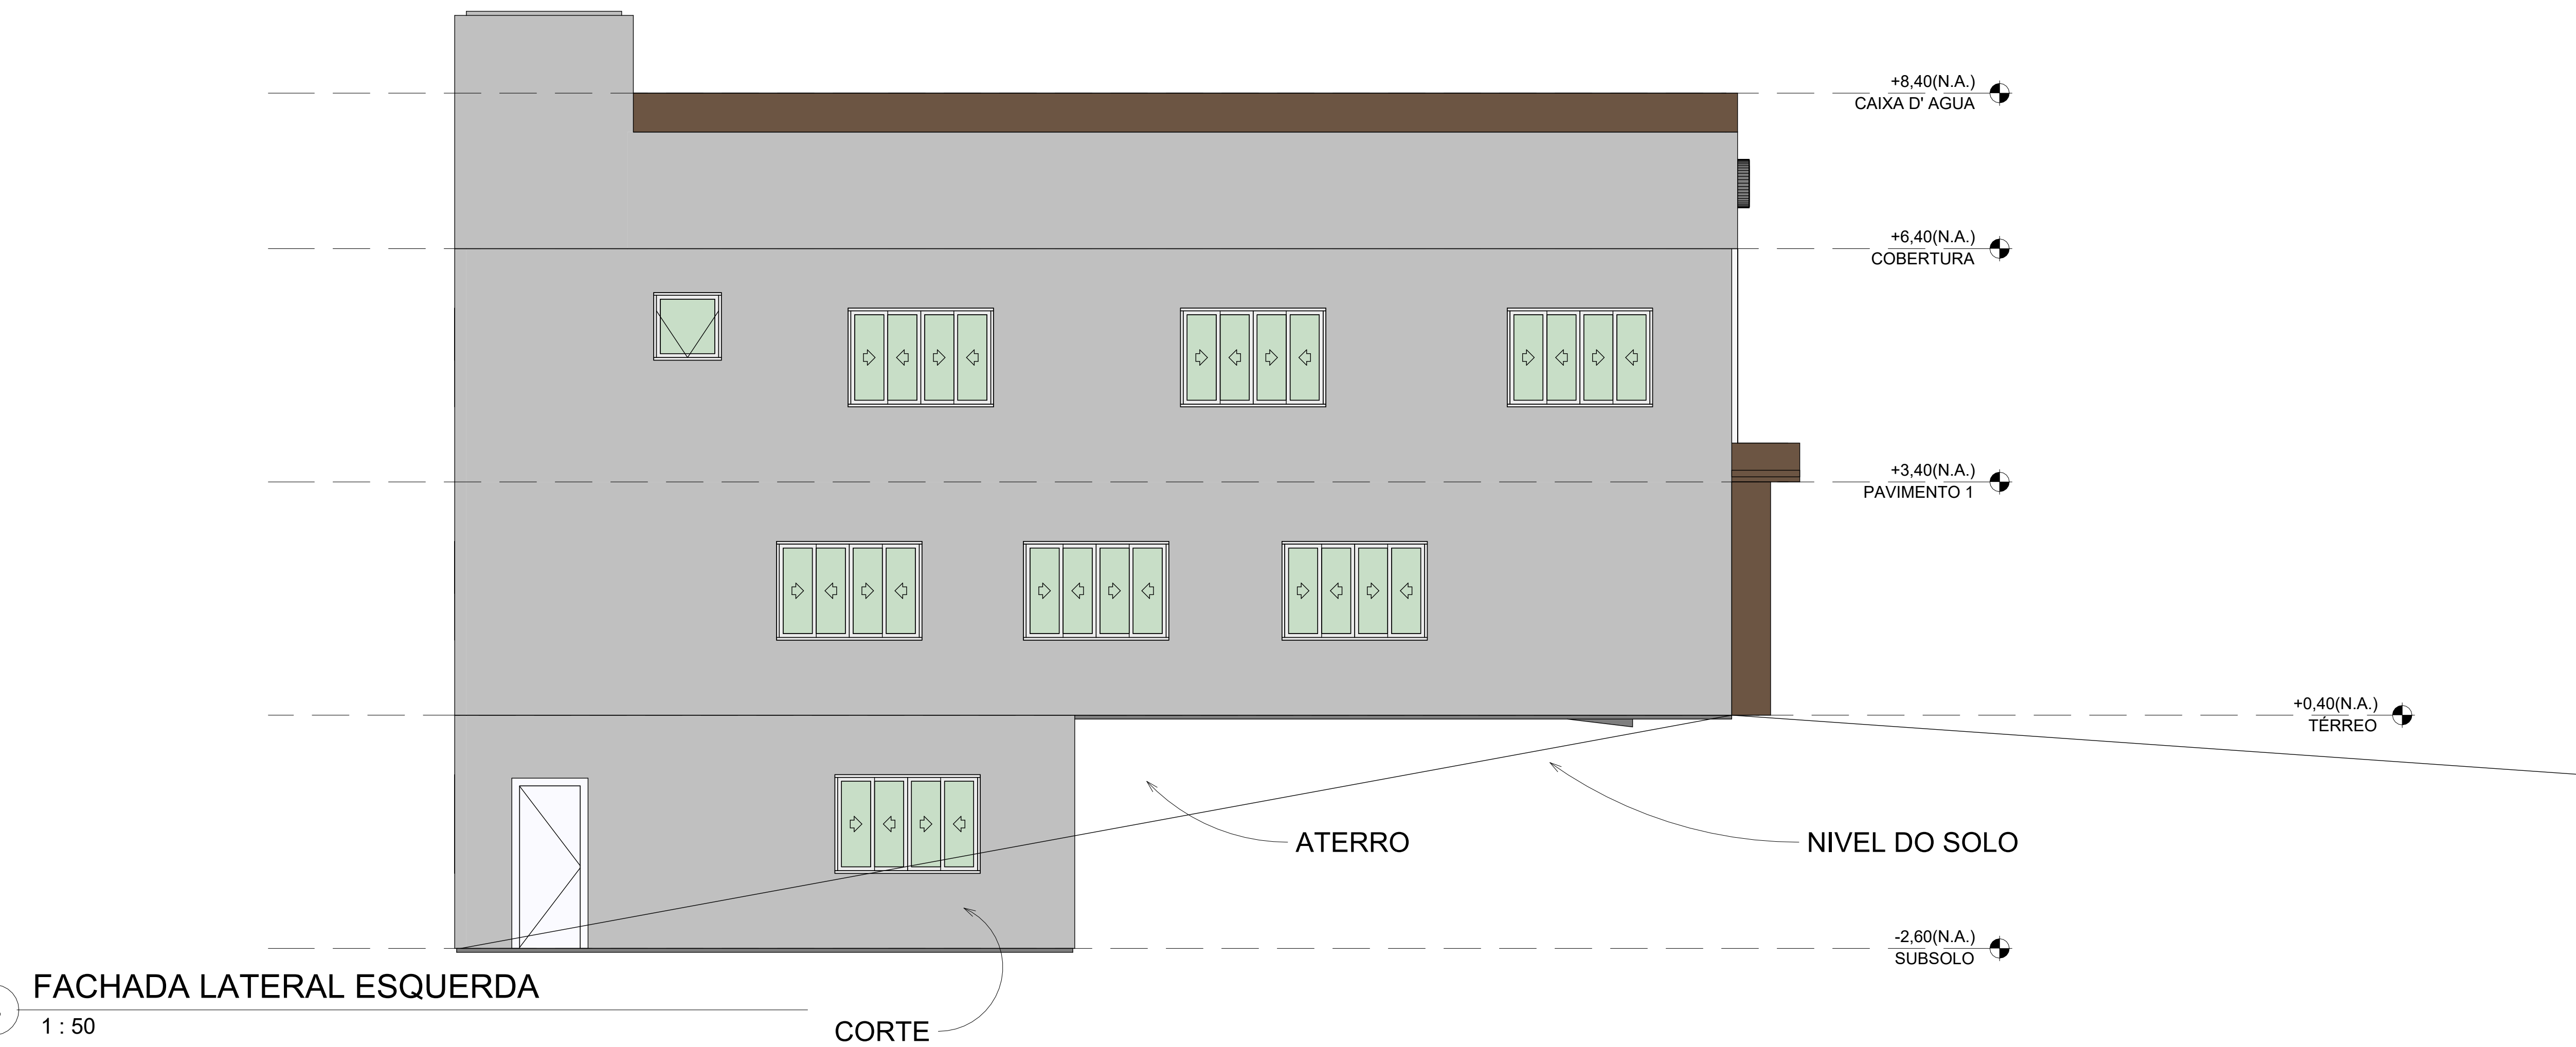 +8,40(N.A.)
CAIXA D' AGUA
+6,40(N.A.)
COBERTURA
+3,40(N.A.)
PAVIMENTO 1
+0,40(N.A.)
TÉRREO
ATERRO
NIVEL DO SOLO
-2,60(N.A.)
SUBSOLO
FACHADA LATERAL ESQUERDA
1 : 50
CORTE